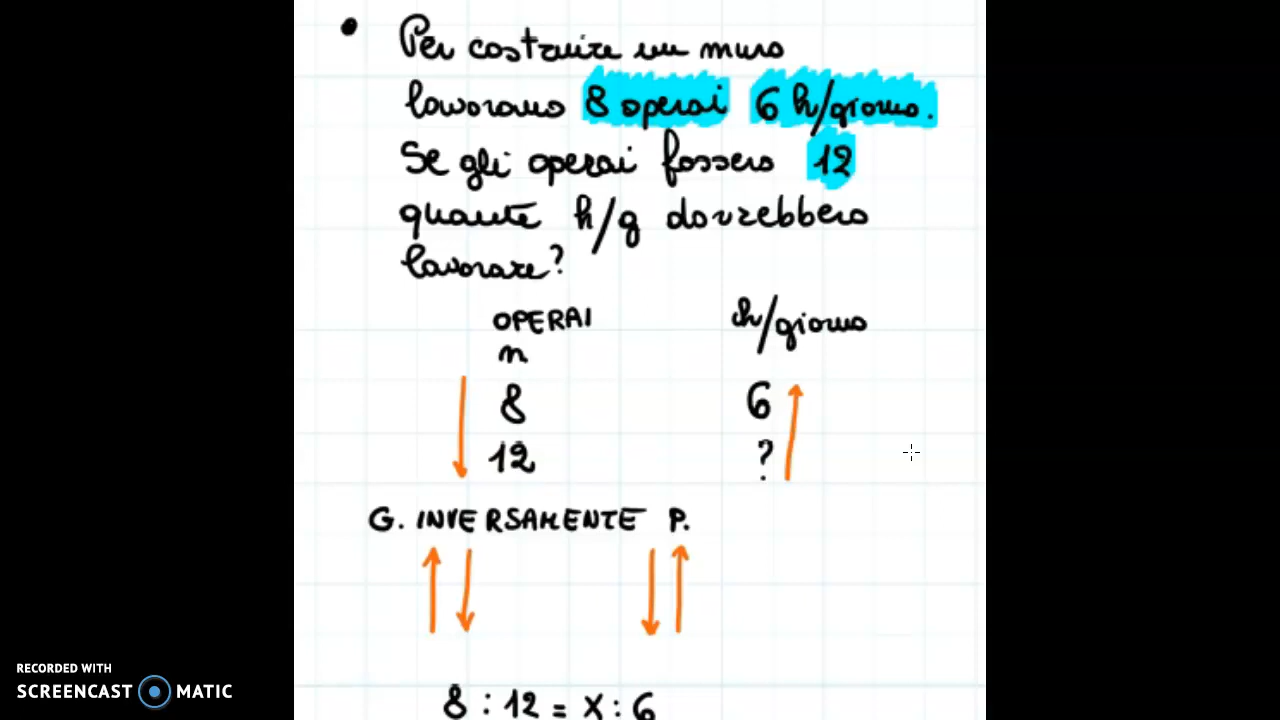 Per costruire un muro
lavorano 8 operai 6 h/giorno.
Se gli operai fossero 12
quante h/g dovrebbero
lavorare?
OPERAI h/giorno
n
8 6
12 ?
G. INVERSAMENTE P.
8 : 12 = X : 6
RECORDED WITH
SCREENCAST MATIC